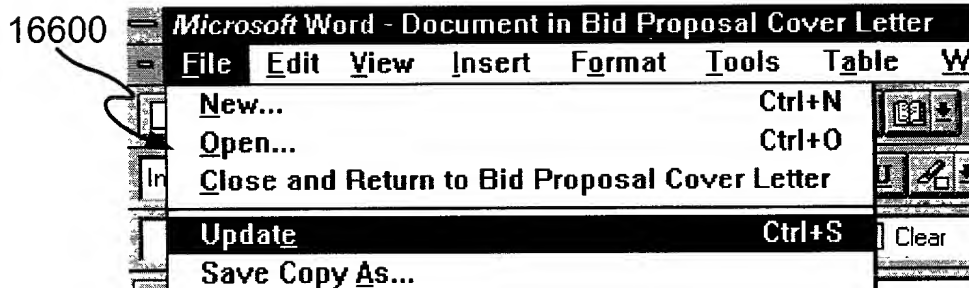 16600
Microsoft Word - Document in Bid Proposal Cover Letter
File Edit View Insert Format Tools Table W
New... Ctrl+N
Open... Ctrl+O
In
Close and Return to Bid Proposal Cover Letter U
Update Ctrl+S Clear
Save Copy As...